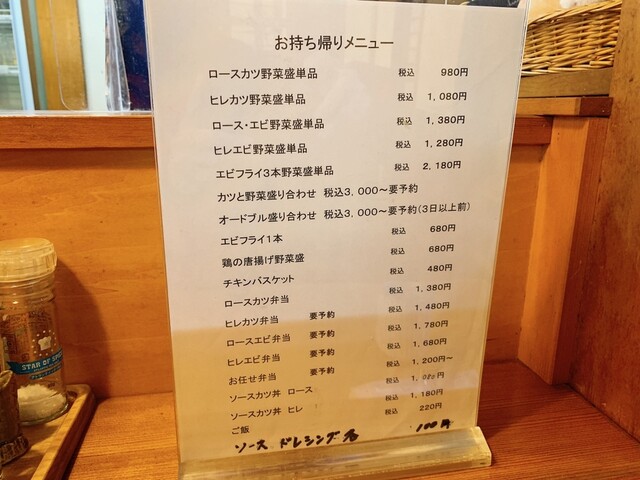 お持ち帰りメニュー
ロースカツ野菜盛単品 税込 980円
ヒレカツ野菜盛単品 税込 1,080円
ロース・エビ野菜盛単品 税込 1,380円
ヒレエビ野菜盛単品 税込 1,280円
エビフライ3本野菜盛単品 税込 2,180円
カツと野菜盛り合わせ 税込3,000～要予約
オードブル盛り合わせ 税込3,000～要予約(3日以上前)
エビフライ1本 税込 680円
鶏の唐揚げ野菜盛 税込 680円
チキンバスケット 税込 480円
ロースカツ弁当 税込 1,380円
ヒレカツ弁当 要予約 税込 1,480円
ロースエビ弁当 要予約 税込 1,780円
ヒレエビ弁当 要予約 税込 1,680円
お任せ弁当 要予約 税込 1,200円～
ソースカツ丼 ロース 税込
ソースカツ丼 ヒレ 税込 1,180円
ご飯 税込 220円
ソース ドレシング各 100円
STAR OF